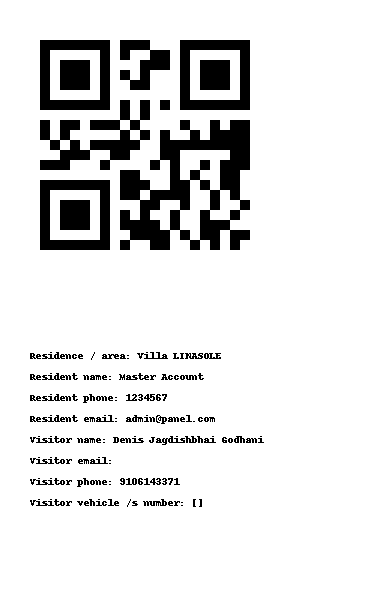 Residence / area: Villa LINASOLE
Resident name: Master Account
Resident phone: 1234567
Resident email: admin@panel.com
Visitor name: Denis Jagdishbhai Godhani
Visitor email:
Visitor phone: 9106143371
Visitor vehicle /s number: []